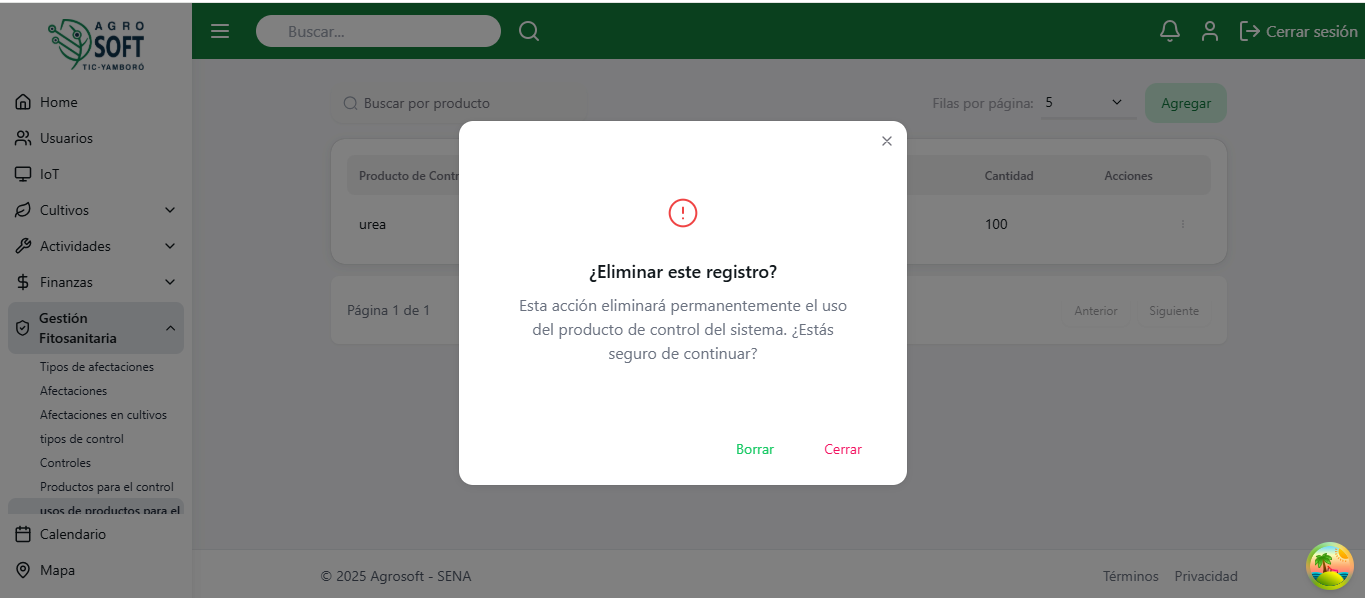 AGRO
SOFT
TIC-YAMBORÓ
Buscar...
Cerrar sesión
Home
Usuarios
IoT
Cultivos
Actividades
Finanzas
Gestión
Fitosanitaria
Tipos de afectaciones
Afectaciones
Afectaciones en cultivos
tipos de control
Controles
Productos para el control
usos de productos para el
Calendario
Mapa
Buscar por producto
Filas por página: 5
Agregar
Producto de Contr
Cantidad
Acciones
urea
100
Página 1 de 1
Anterior
Siguiente
¿Eliminar este registro?
Esta acción eliminará permanentemente el uso
del producto de control del sistema. ¿Estás
seguro de continuar?
Borrar
Cerrar
© 2025 Agrosoft - SENA
Términos
Privacidad